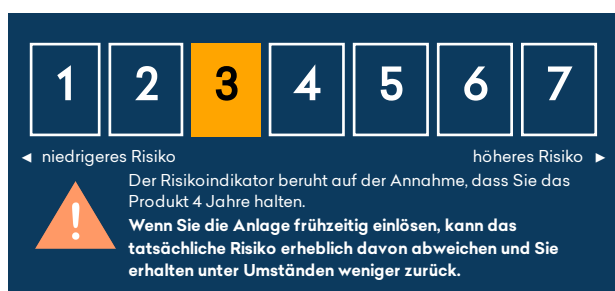 1 2 3 4 5 6 7
◄ niedrigeres Risiko höheres Risiko ►
Der Risikoindikator beruht auf der Annahme, dass Sie das
Produkt 4 Jahre halten.
Wenn Sie die Anlage frühzeitig einlösen, kann das
tatsächliche Risiko erheblich davon abweichen und Sie
erhalten unter Umständen weniger zurück.